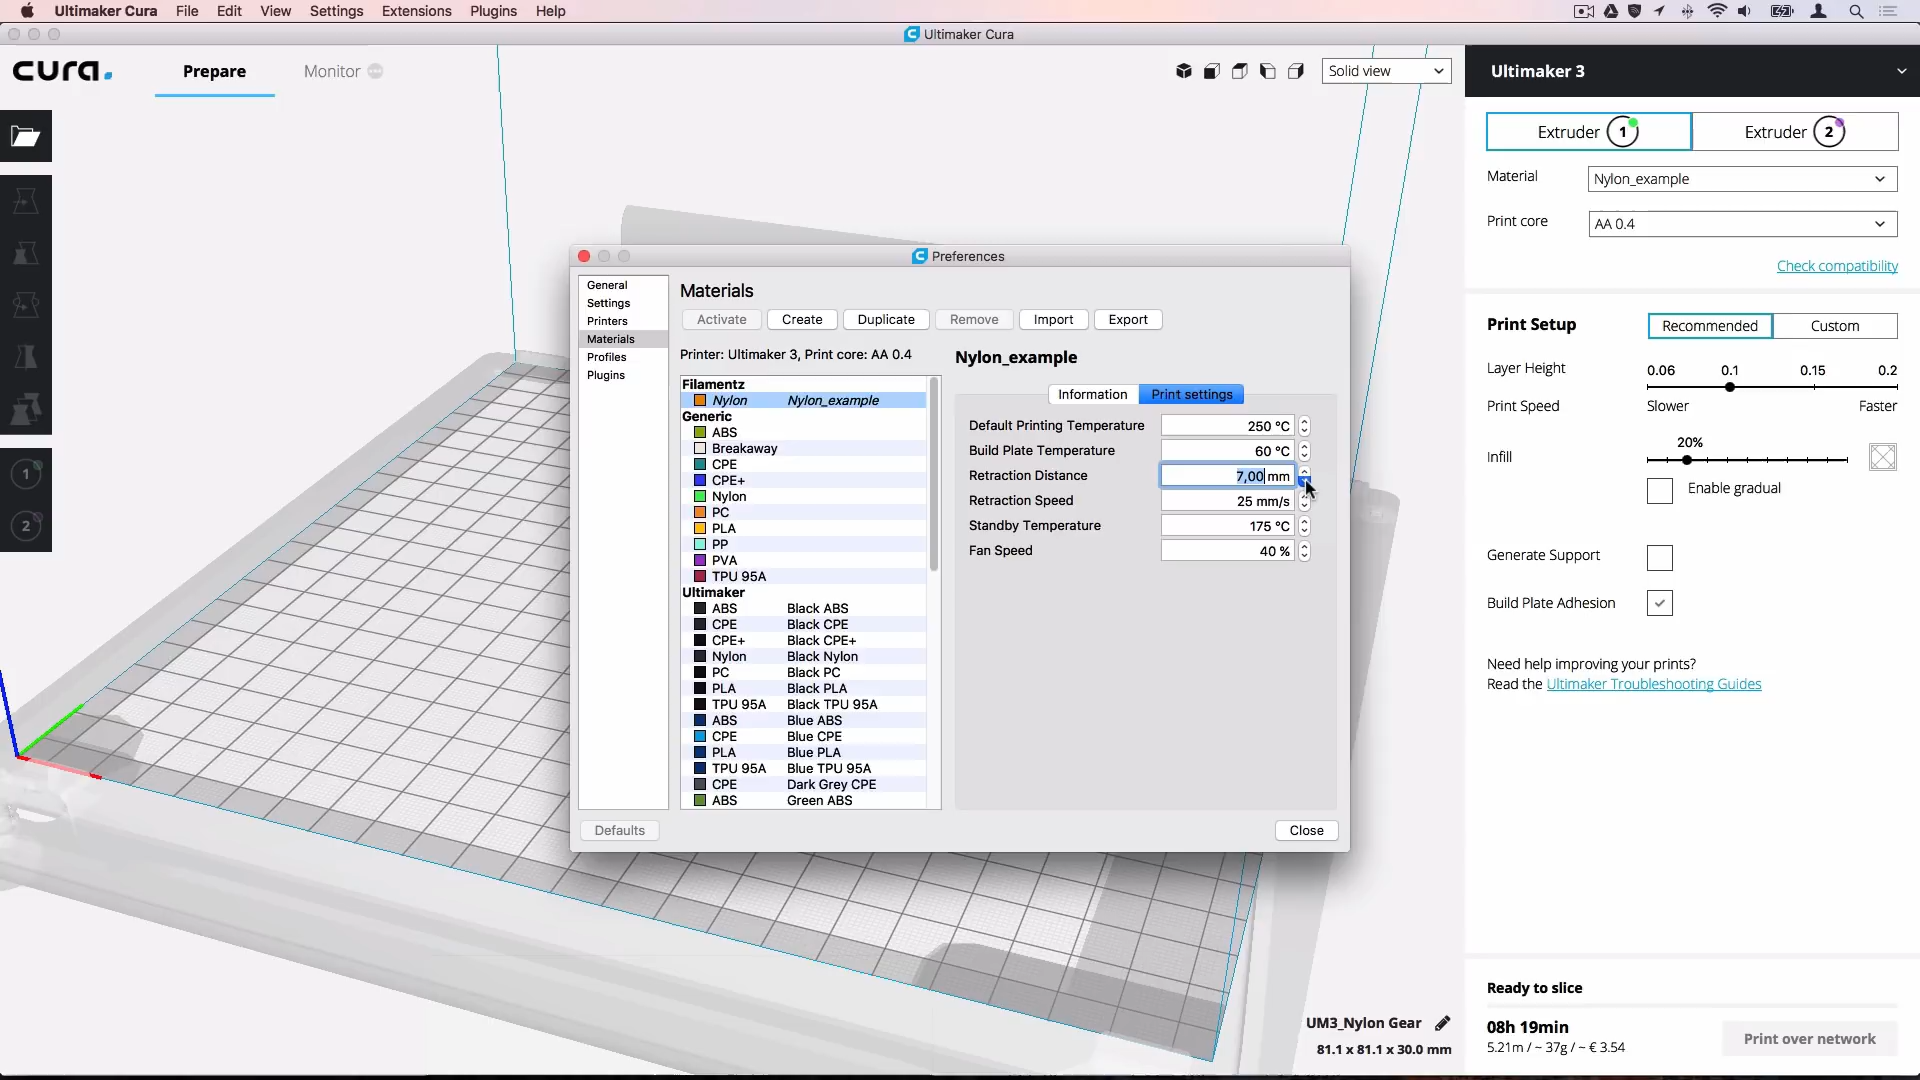 Ultimaker Cura File Edit View Settings Extensions Plugins Help
Ultimaker Cura
cura.
Prepare
Monitor
Solid view
Ultimaker 3
Extruder 1
Extruder 2
Material
Nylon_example
Print core
AA 0.4
Check compatibility
Print Setup
Recommended
Custom
Layer Height
0.06 0.1 0.15 0.2
Print Speed
Slower
Faster
20%
Infill
Enable gradual
Generate Support
Build Plate Adhesion
Need help improving your prints?
Read the Ultimaker Troubleshooting Guides
Ready to slice
08h 19min
5.21m / ~ 37g / ~ € 3.54
Print over network
1
2
Preferences
General
Settings
Printers
Materials
Profiles
Plugins
Materials
Activate Create Duplicate Remove Import Export
Printer: Ultimaker 3, Print core: AA 0.4
Filamentz
Nylon Nylon_example
Generic
ABS
Breakaway
CPE
CPE+
Nylon
PC
PLA
PP
PVA
TPU 95A
Ultimaker
ABS Black ABS
CPE Black CPE
CPE+ Black CPE+
Nylon Black Nylon
PC Black PC
PLA Black PLA
TPU 95A Black TPU 95A
ABS Blue ABS
CPE Blue CPE
PLA Blue PLA
TPU 95A Blue TPU 95A
CPE Dark Grey CPE
ABS Green ABS
Nylon_example
Information Print settings
Default Printing Temperature 250 °C
Build Plate Temperature 60 °C
Retraction Distance 7,00 mm
Retraction Speed 25 mm/s
Standby Temperature 175 °C
Fan Speed 40 %
Defaults
Close
UM3_Nylon Gear
81.1 x 81.1 x 30.0 mm